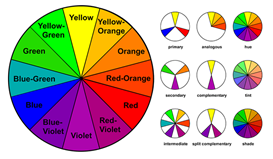 Yellow
Yellow-
Green
Yellow-
Orange
Green
Orange
Blue-Green
Red-Orange
Blue
Red
Blue-
Violet
Violet
Red-
Violet
primary
analogous
hue
secondary
complementary
tint
intermediate
split complementary
shade